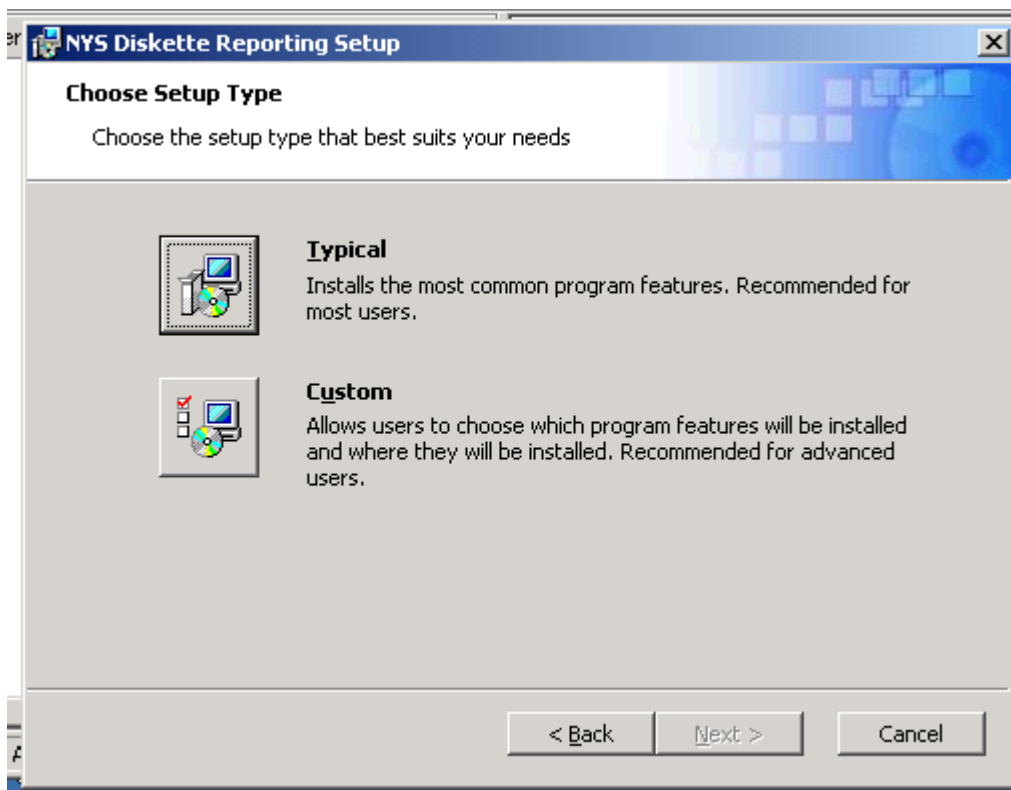 er
NYS Diskette Reporting Setup
Choose Setup Type
Choose the setup type that best suits your needs
Typical
Installs the most common program features. Recommended for
most users.
Custom
Allows users to choose which program features will be installed
and where they will be installed. Recommended for advanced
users.
< Back
Next >
Cancel